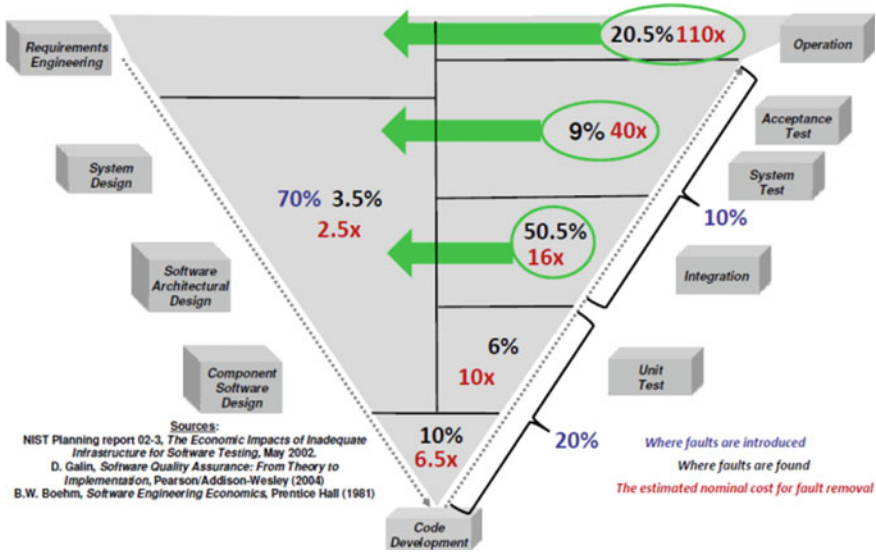 Requirements
Engineering
20.5% 110x
Operation
9% 40x
Acceptance
Test
System
Design
System
Test
70% 3.5%
2.5x
10%
50.5%
16x
Software
Architectural
Design
Integration
6%
10x
Component
Software
Design
Unit
Test
Sources:
NIST Planning report 02-3, The Economic Impacts of Inadequate
Infrastructure for Software Testing, May 2002.
D. Galin, Software Quality Assurance: From Theory to
Implementation, Pearson/Addison-Wesley (2004)
B.W. Boehm, Software Engineering Economics, Prentice Hall (1981)
10%
6.5x
20%
Where faults are introduced
Where faults are found
The estimated nominal cost for fault removal
Code
Development